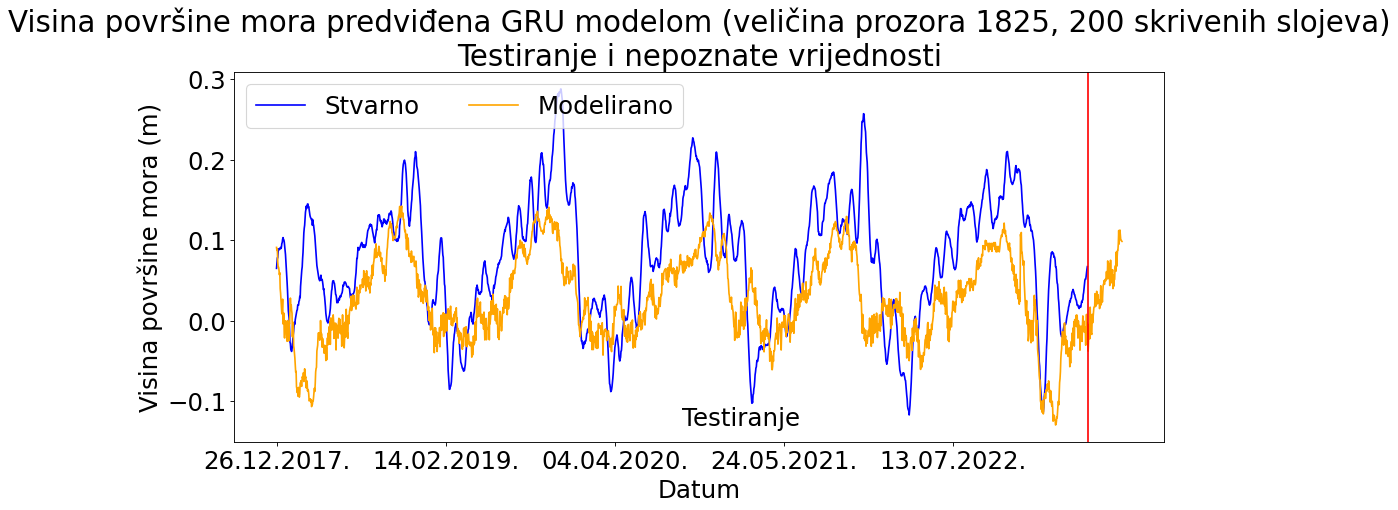 Visina površine mora predviđena GRU modelom (veličina prozora 1825, 200 skrivenih slojeva)
Testiranje i nepoznate vrijednosti
Stvarno Modelirano
Visina površine mora (m)
0.3
0.2
0.1
0.0
−0.1
Testiranje
26.12.2017. 14.02.2019. 04.04.2020. 24.05.2021. 13.07.2022.
Datum